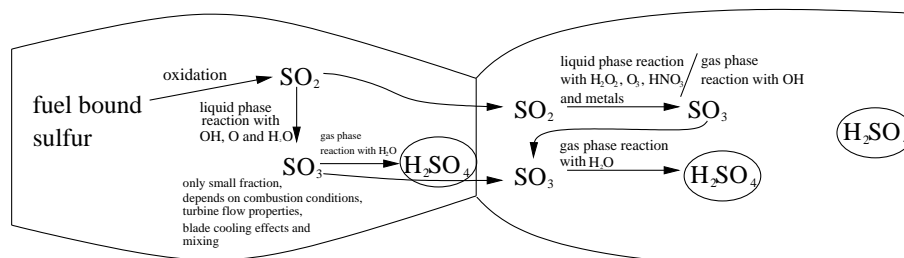 oxidation
fuel bound
sulfur
SO₂
liquid phase
reaction with
OH, O and H₂O
SO₃
gas phase
reaction with H₂O
H₂SO₄
only small fraction,
depends on combustion conditions,
turbine flow properties,
blade cooling effects and
mixing
SO₂
liquid phase reaction
with H₂O₂, O₃, HNO₃
and metals
gas phase
reaction with OH
SO₃
SO₃
gas phase reaction
with H₂O
H₂SO₄
H₂SO